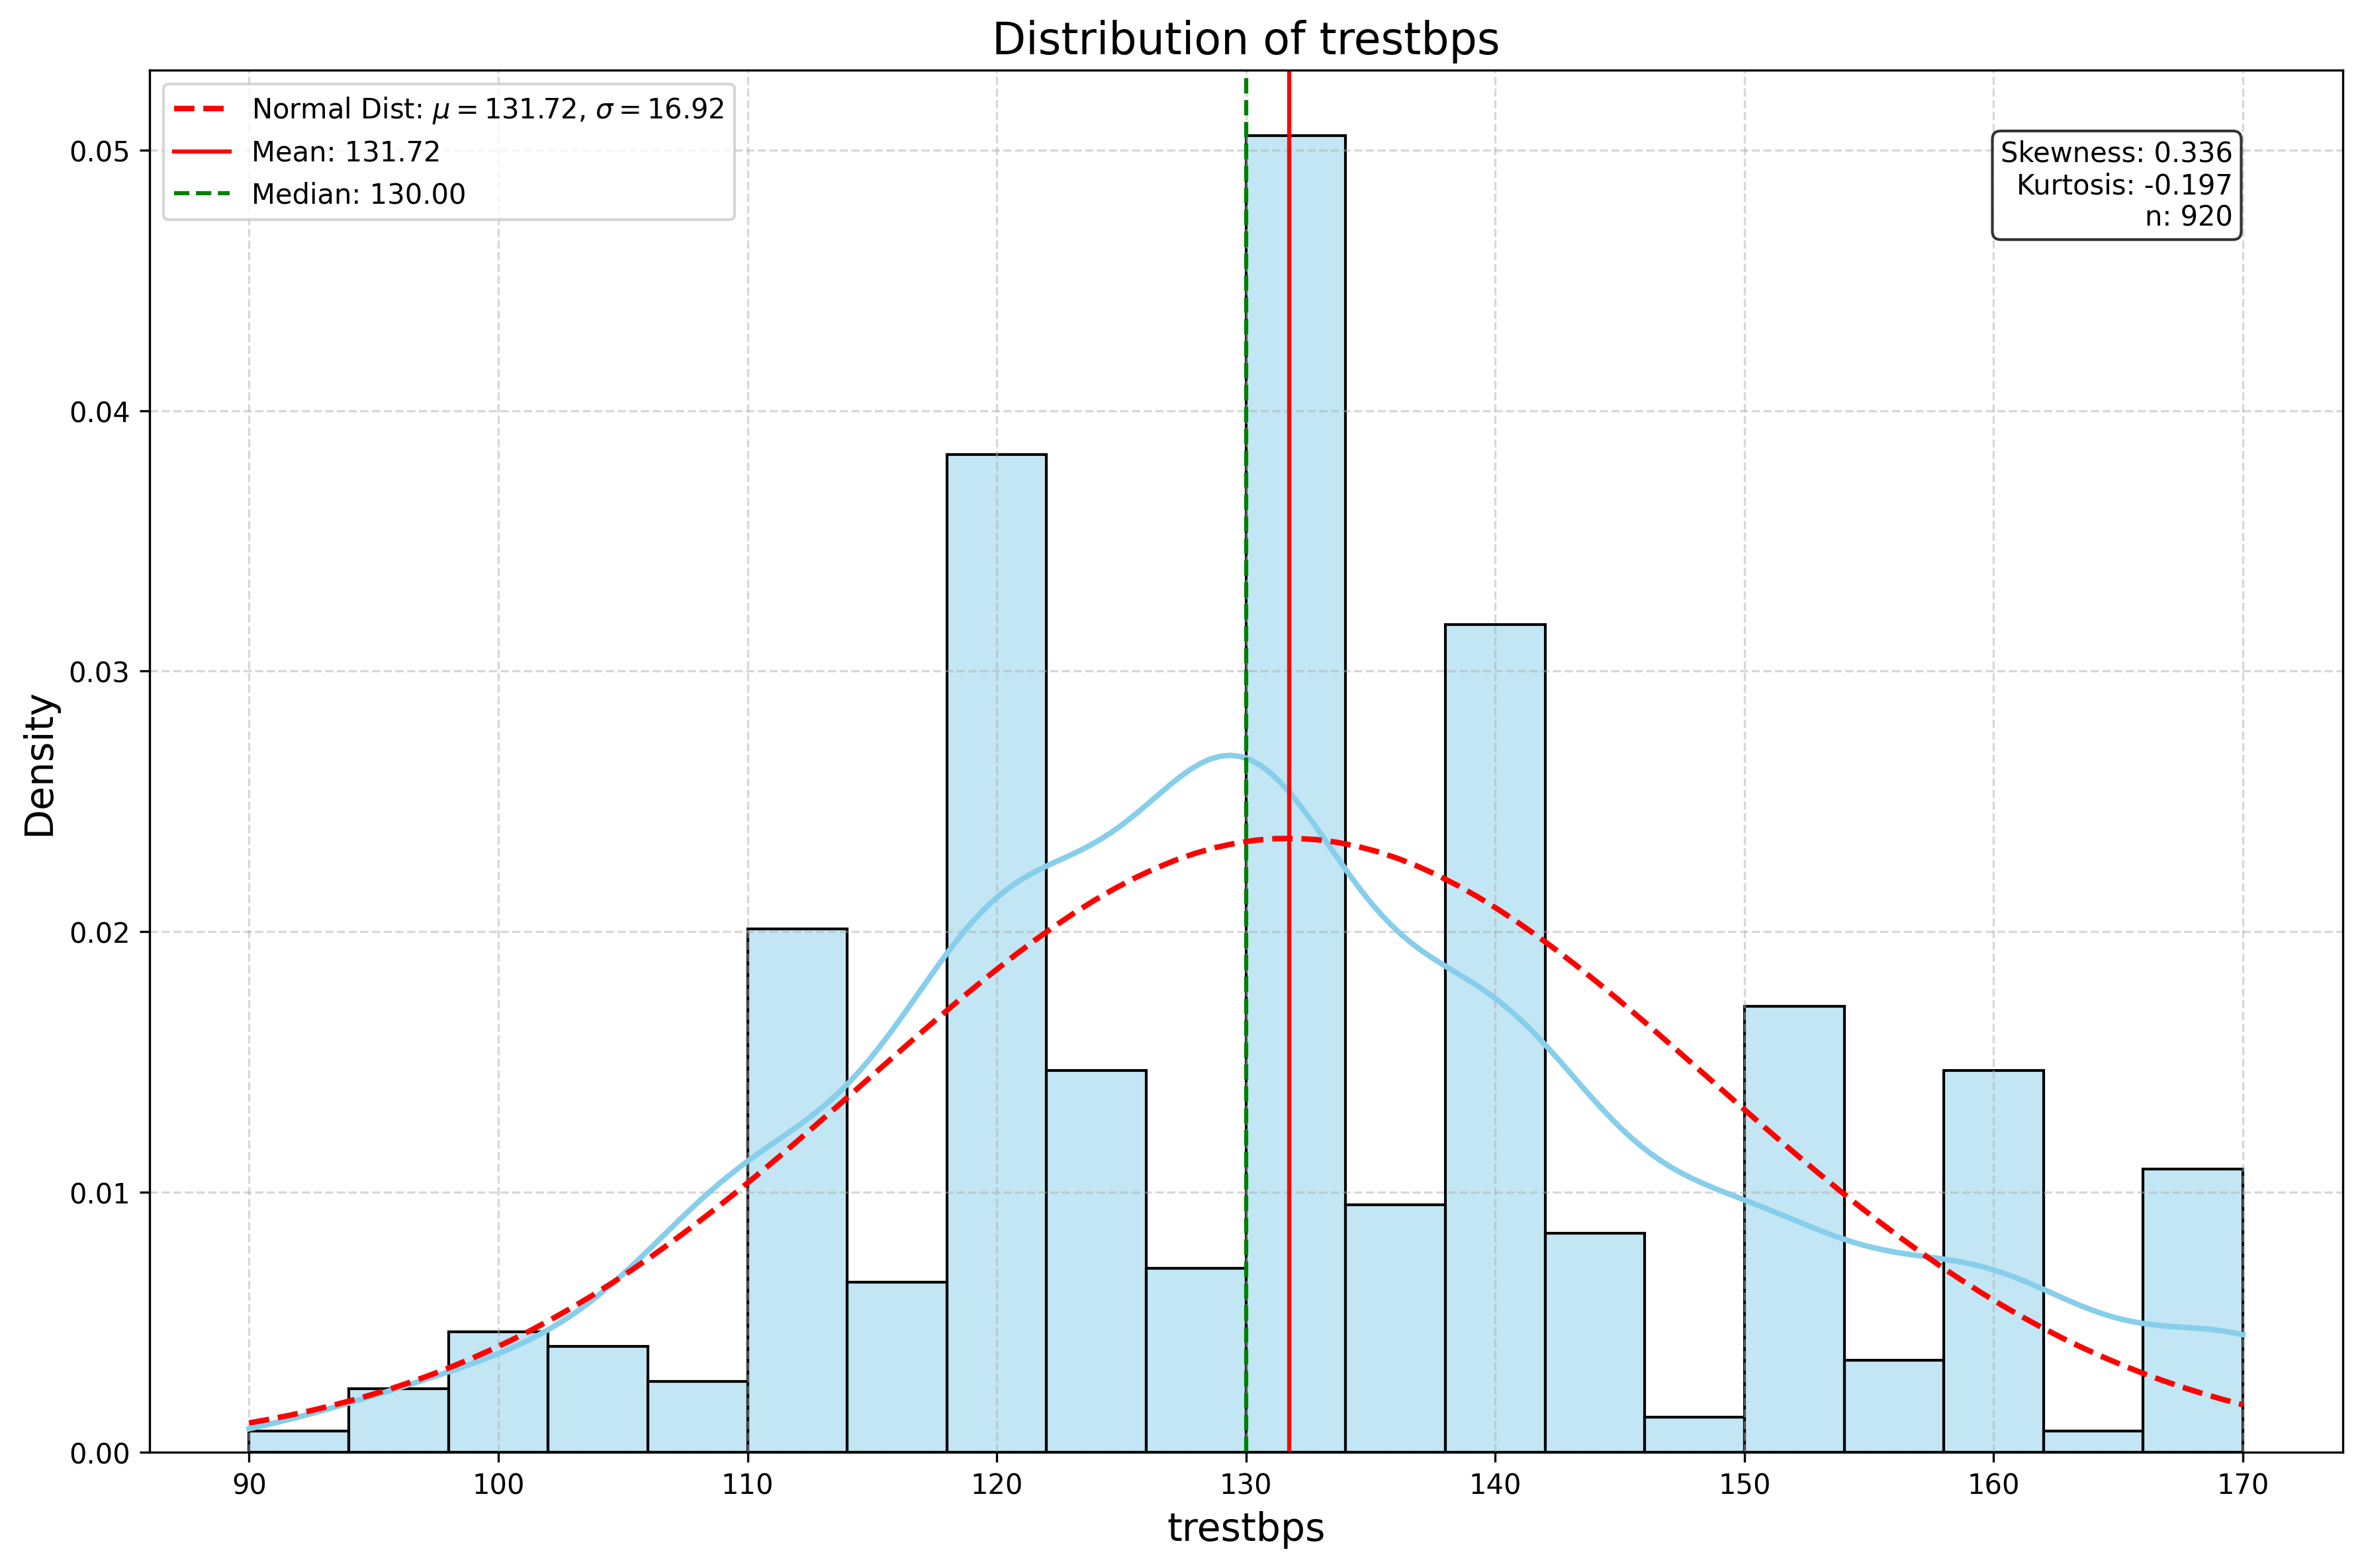 Distribution of trestbps
Normal Dist: μ = 131.72, σ = 16.92
Mean: 131.72
Median: 130.00
Skewness: 0.336
Kurtosis: -0.197
n: 920
Density
0.05
0.04
0.03
0.02
0.01
0.00
90 100 110 120 130 140 150 160 170
trestbps